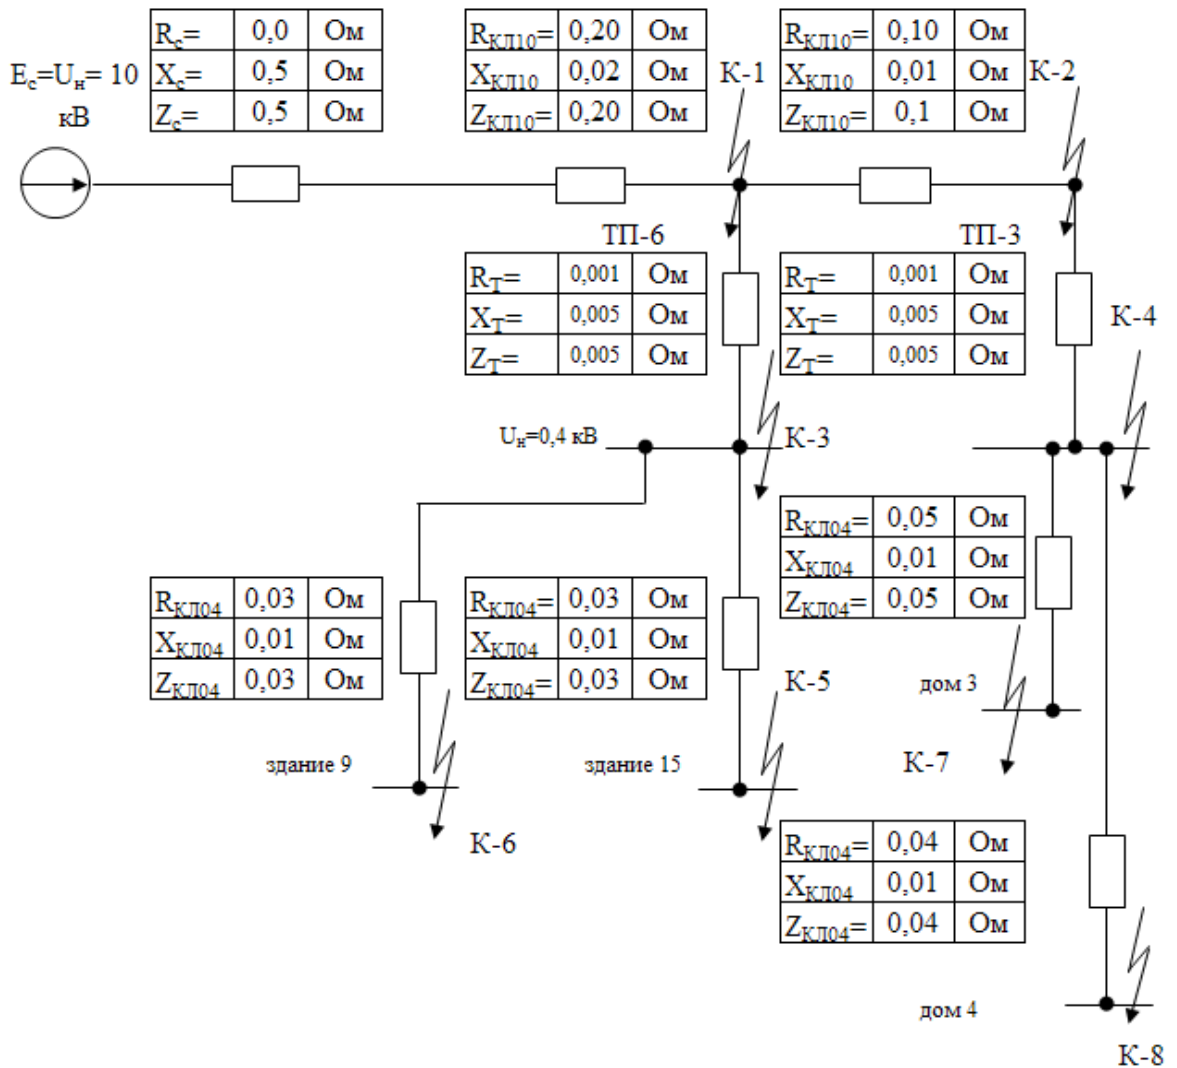 Eс=Uн= 10
кВ
Rс= 0,0 Ом
Xс= 0,5 Ом
Zс= 0,5 Ом
RКЛ10= 0,20 Ом
XКЛ10 0,02 Ом
ZКЛ10= 0,20 Ом
К-1
RКЛ10= 0,10 Ом
XКЛ10 0,01 Ом
ZКЛ10= 0,1 Ом
К-2
ТП-6
RТ= 0,001 Ом
XТ= 0,005 Ом
ZТ= 0,005 Ом
ТП-3
RТ= 0,001 Ом
XТ= 0,005 Ом
ZТ= 0,005 Ом
К-4
Uн=0,4 кВ
К-3
RКЛ04= 0,05 Ом
XКЛ04 0,01 Ом
ZКЛ04= 0,05 Ом
RКЛ04 0,03 Ом
XКЛ04 0,01 Ом
ZКЛ04 0,03 Ом
RКЛ04= 0,03 Ом
XКЛ04 0,01 Ом
ZКЛ04= 0,03 Ом
К-5
дом 3
здание 9
здание 15
К-7
К-6
RКЛ04= 0,04 Ом
XКЛ04 0,01 Ом
ZКЛ04= 0,04 Ом
дом 4
К-8